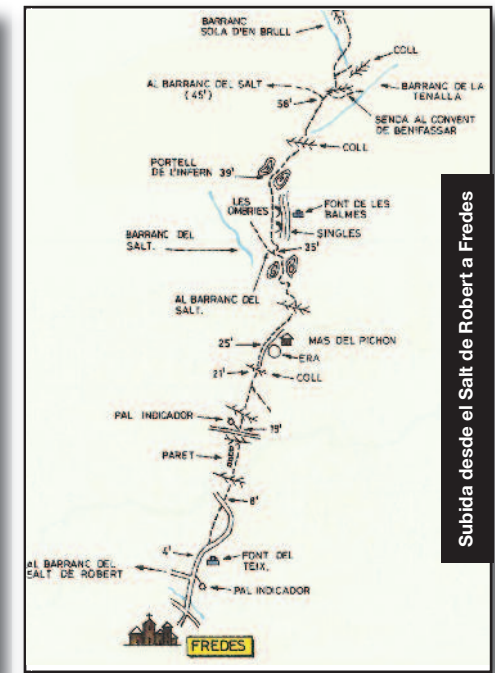 BARRANC
SOLA D'EN BRULL
COLL
AL BARRANC DEL SALT
(45')
BARRANC DE LA
TENALLA
56'
SENDA AL CONVENT
DE BENIFASSAR
COLL
PORTELL
DE L'INFERN 39'
LES
OMBRIES
FONT DE LES
BALMES
SINGLES
BARRANC DEL
SALT.
35'
AL BARRANC DEL
SALT.
25'
MAS DEL PICHON
ERA
21'
COLL
PAL INDICADOR
19'
PARET
8'
4'
FONT DEL
TEIX.
AL BARRANC DEL
SALT DE ROBERT
PAL INDICADOR
FREDES
Subida desde el Salt de Robert a Fredes